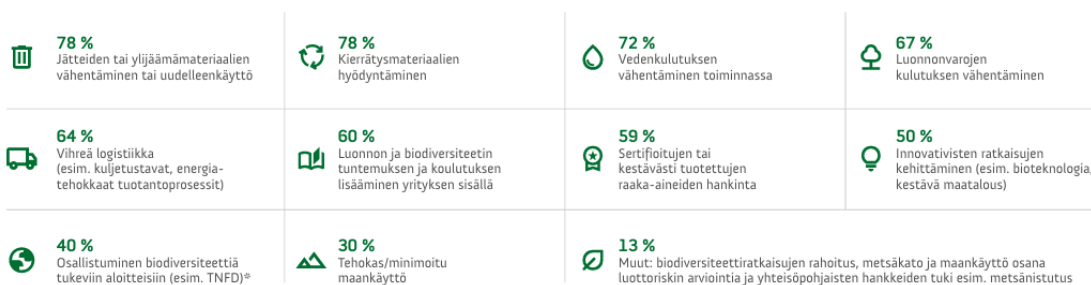 78 %
Jätteiden tai ylijäämämateriaalien
vähentäminen tai uudelleenkäyttö
78 %
Kierrätysmateriaalien
hyödyntäminen
72 %
Vedenkulutuksen
vähentäminen toiminnassa
67 %
Luonnonvarojen
kulutuksen vähentäminen
64 %
Vihreä logistiikka
(esim. kuljetustavat, energia-
tehokkaat tuotantoprosessit)
60 %
Luonnon ja biodiversiteetin
tuntemuksen ja koulutuksen
lisääminen yrityksen sisällä
59 %
Sertifioitujen tai
kestävästi tuotettujen
raaka-aineiden hankinta
50 %
Innovativisten ratkaisujen
kehittäminen (esim. bioteknologia,
kestävä maatalous)
40 %
Osallistuminen biodiversiteettiä
tukeviin aloitteisiin (esim. TNFD)*
30 %
Tehokas/minimoitu
maankäyttö
13 %
Muut: biodiversiteettiratkaisujen rahoitus, metsäkato ja maankäyttö osana
luottoriskin arviointia ja yhteisöpohjaisten hankkeiden tuki esim. metsänistutus